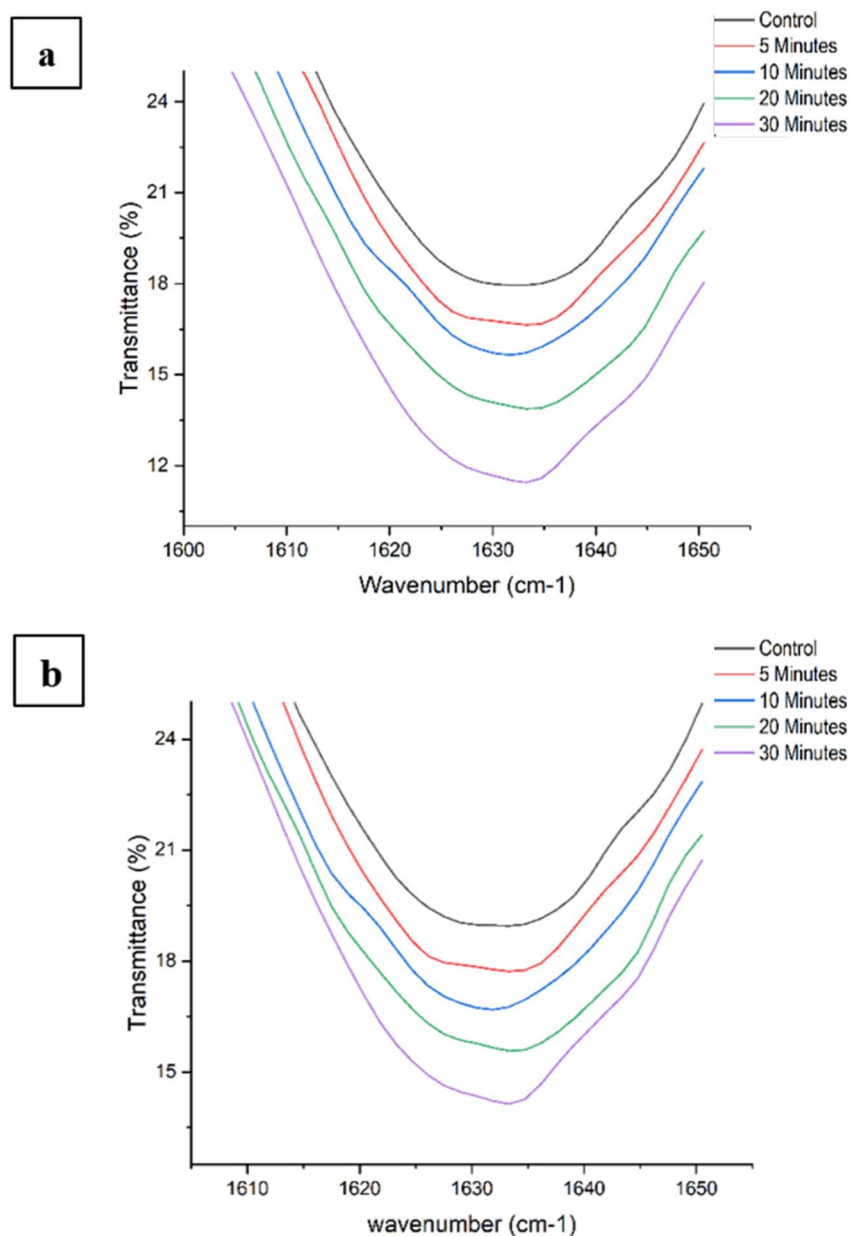 a
Control
5 Minutes
10 Minutes
20 Minutes
30 Minutes
24
21
18
15
12
Transmittance (%)
1600 1610 1620 1630 1640 1650
Wavenumber (cm-1)
b
Control
5 Minutes
10 Minutes
20 Minutes
30 Minutes
24
21
18
15
Transmittance (%)
1610 1620 1630 1640 1650
wavenumber (cm-1)